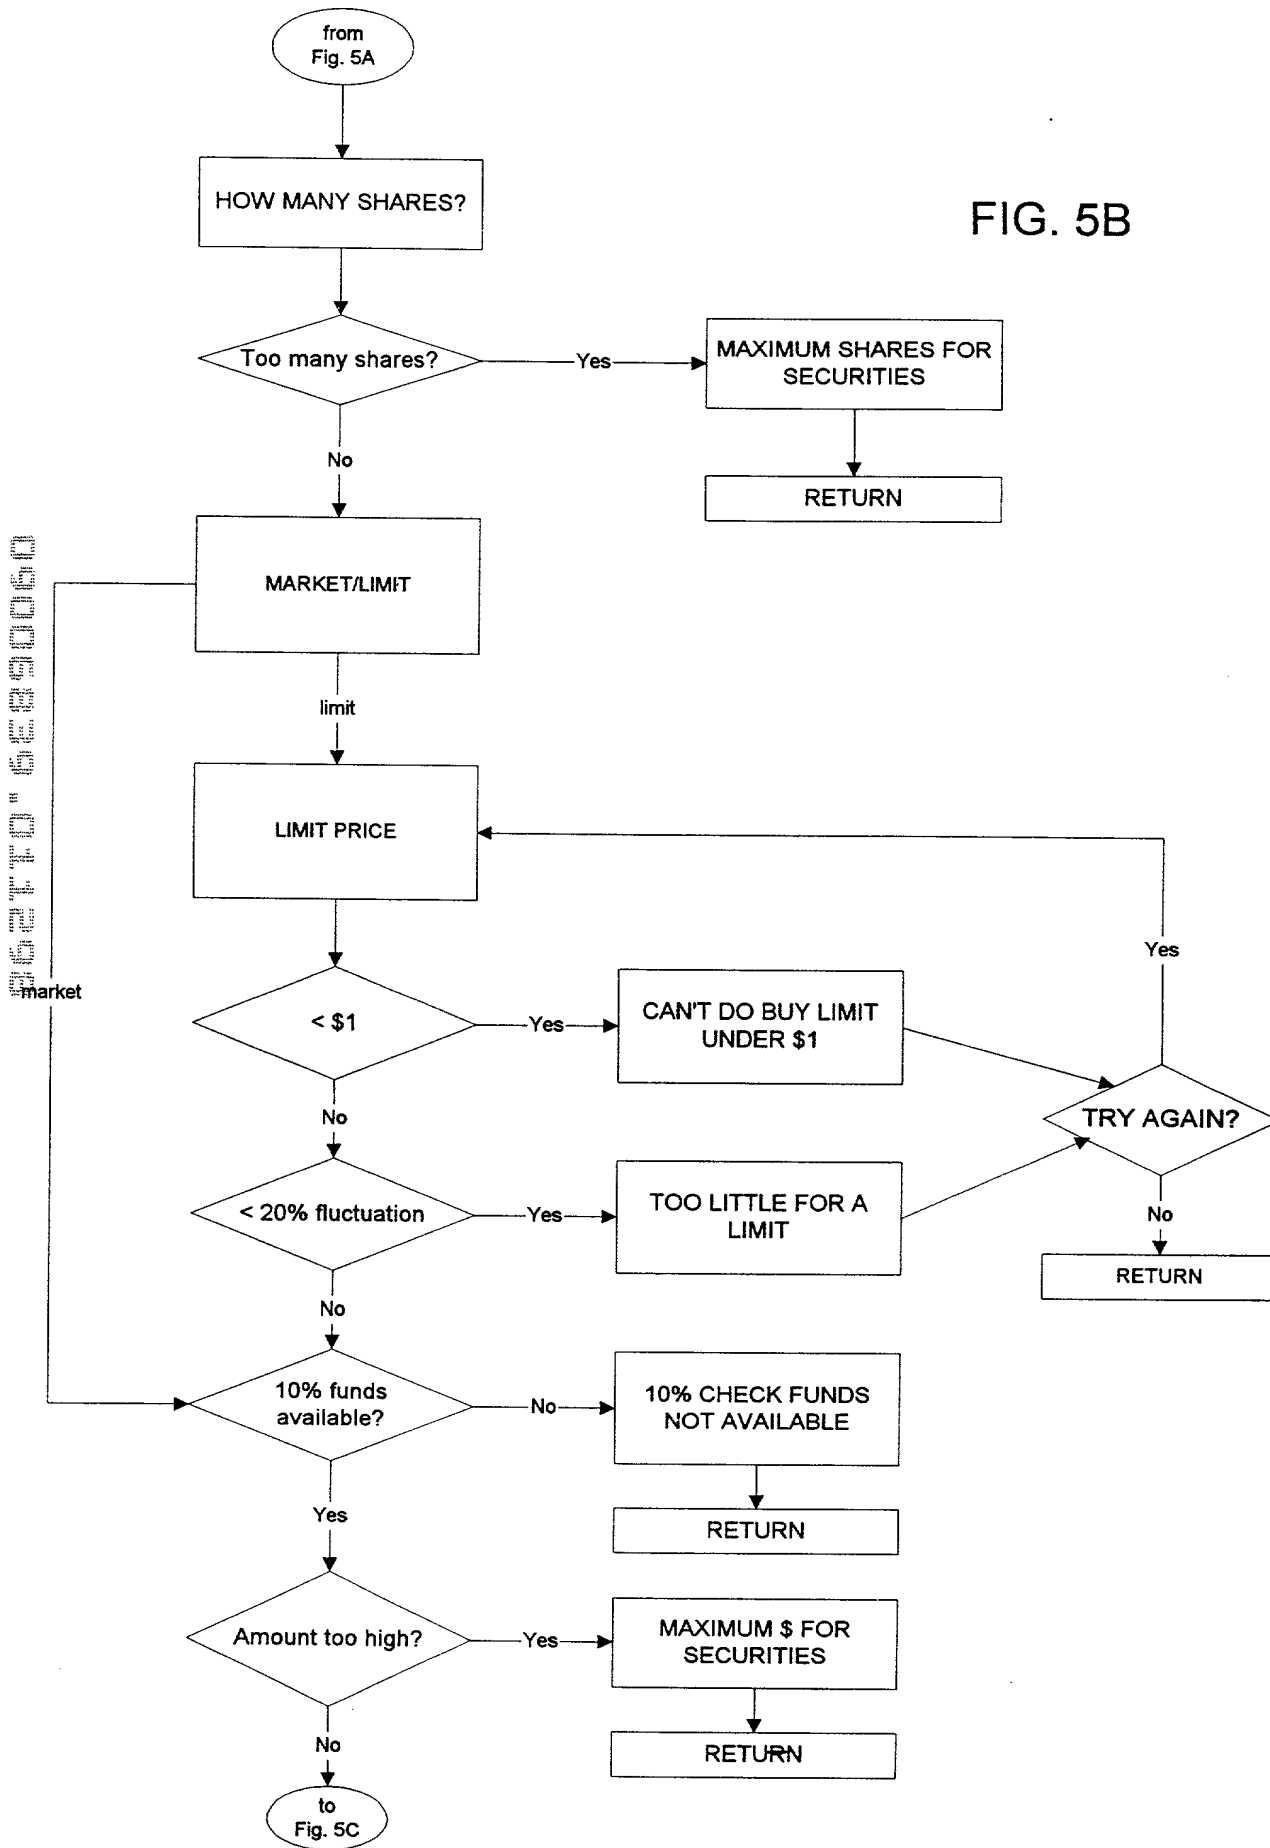 from
Fig. 5A
HOW MANY SHARES?
FIG. 5B
Too many shares?
Yes
MAXIMUM SHARES FOR
SECURITIES
No
RETURN
MARKET/LIMIT
limit
LIMIT PRICE
Yes
market
< $1
Yes
CAN'T DO BUY LIMIT
UNDER $1
TRY AGAIN?
No
< 20% fluctuation
Yes
TOO LITTLE FOR A
LIMIT
No
RETURN
No
10% funds
available?
No
10% CHECK FUNDS
NOT AVAILABLE
Yes
RETURN
Amount too high?
Yes
MAXIMUM $ FOR
SECURITIES
No
RETURN
to
Fig. 5C